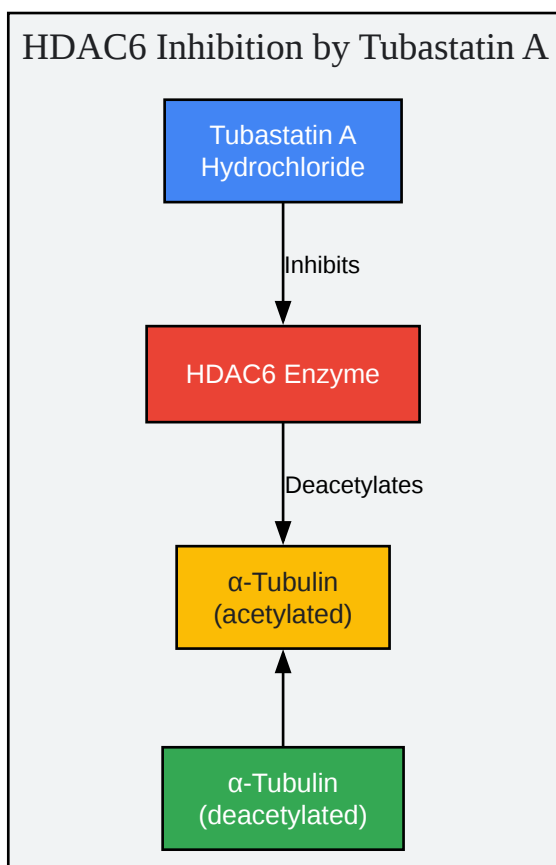 HDAC6 Inhibition by Tubastatin A
Tubastatin A
Hydrochloride
Inhibits
HDAC6 Enzyme
Deacetylates
α-Tubulin
(acetylated)
α-Tubulin
(deacetylated)